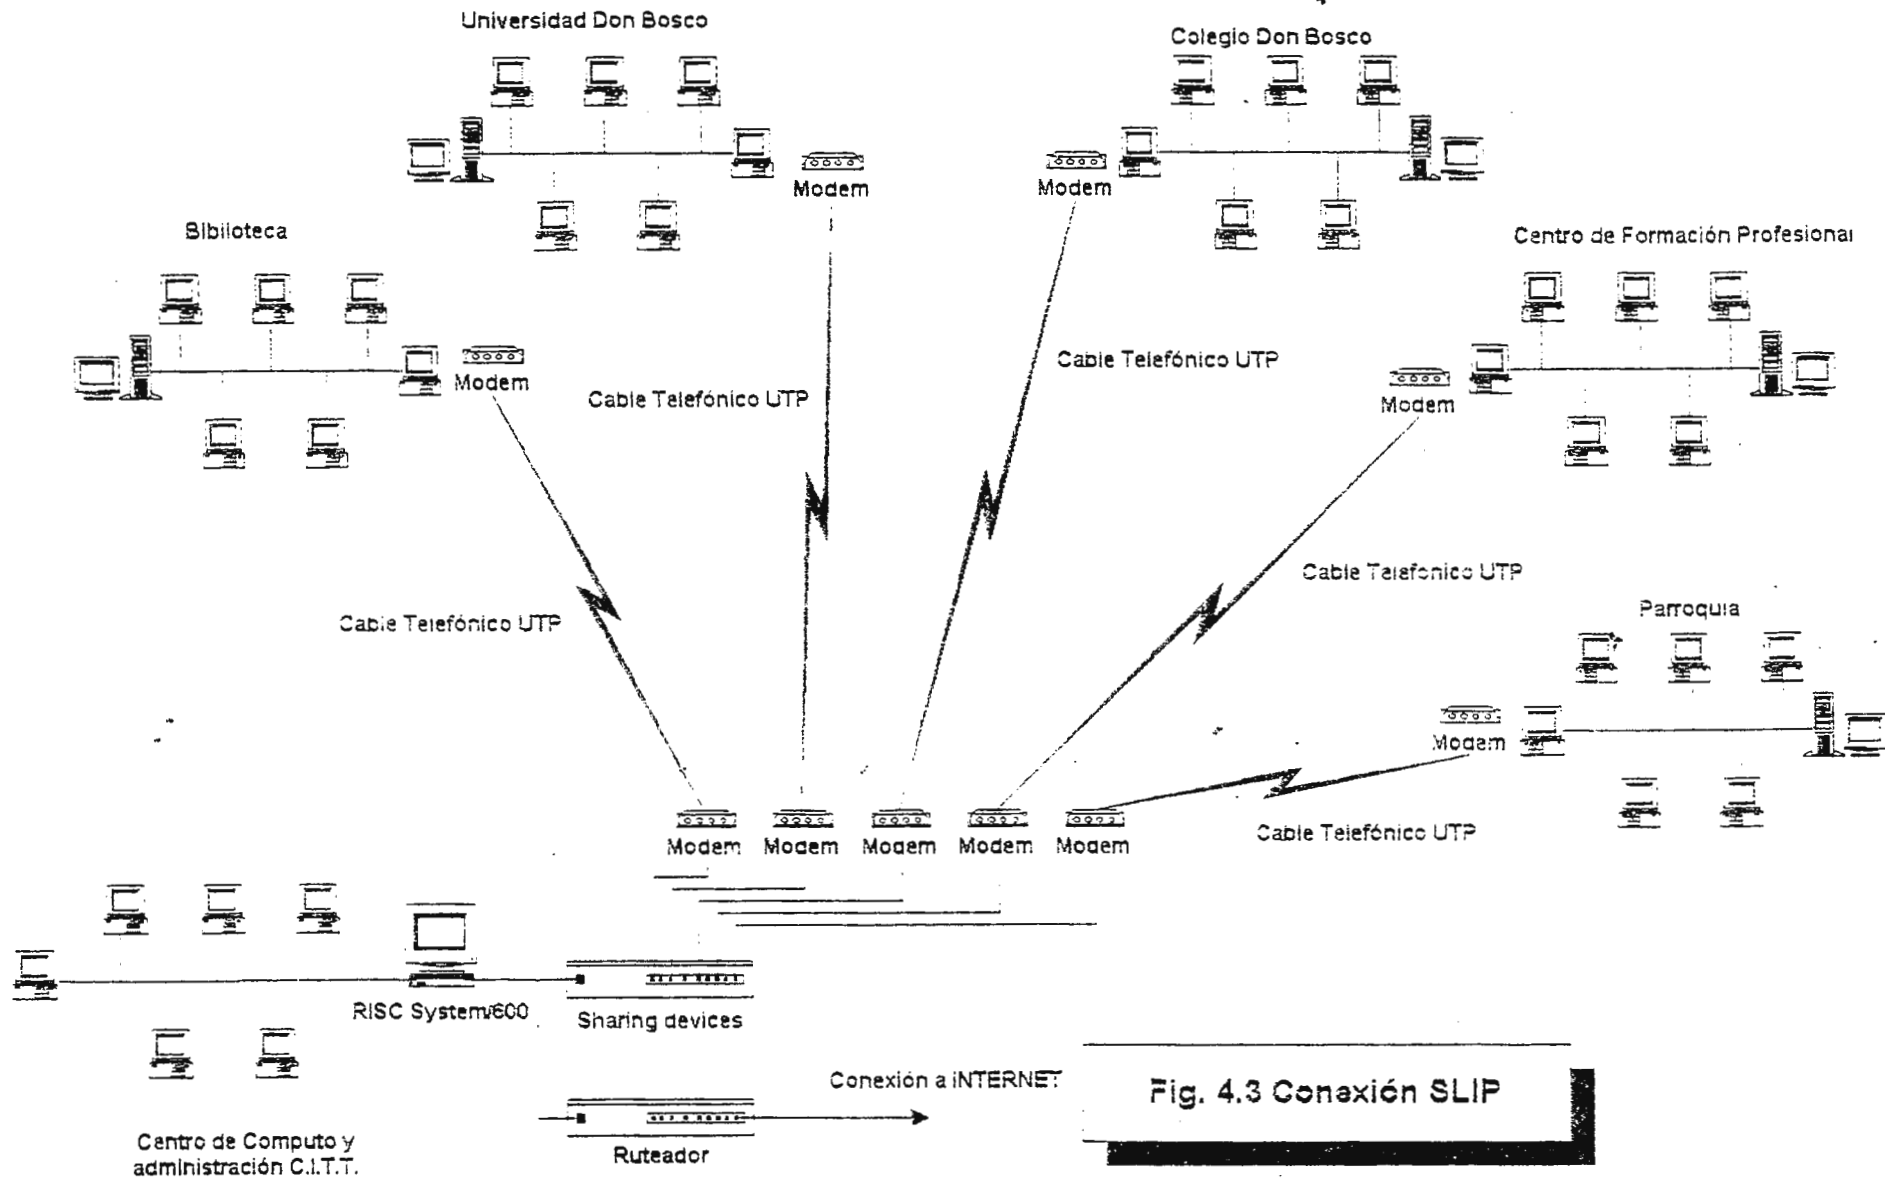 Universidad Don Bosco
Colegio Don Bosco
Modem
Modem
Biblioteca
Centro de Formación Profesional
Modem
Cable Telefónico UTP
Cable Telefónico UTP
Modem
Cable Telefónico UTP
Cable Telefonico UTP
Parroquia
Modem
Modem Modem Modem Modem Modem
Cable Telefónico UTP
RISC System/600
Sharing devices
Conexión a INTERNET
Fig. 4.3 Conexión SLIP
Ruteador
Centro de Computo y
administración C.I.T.T.